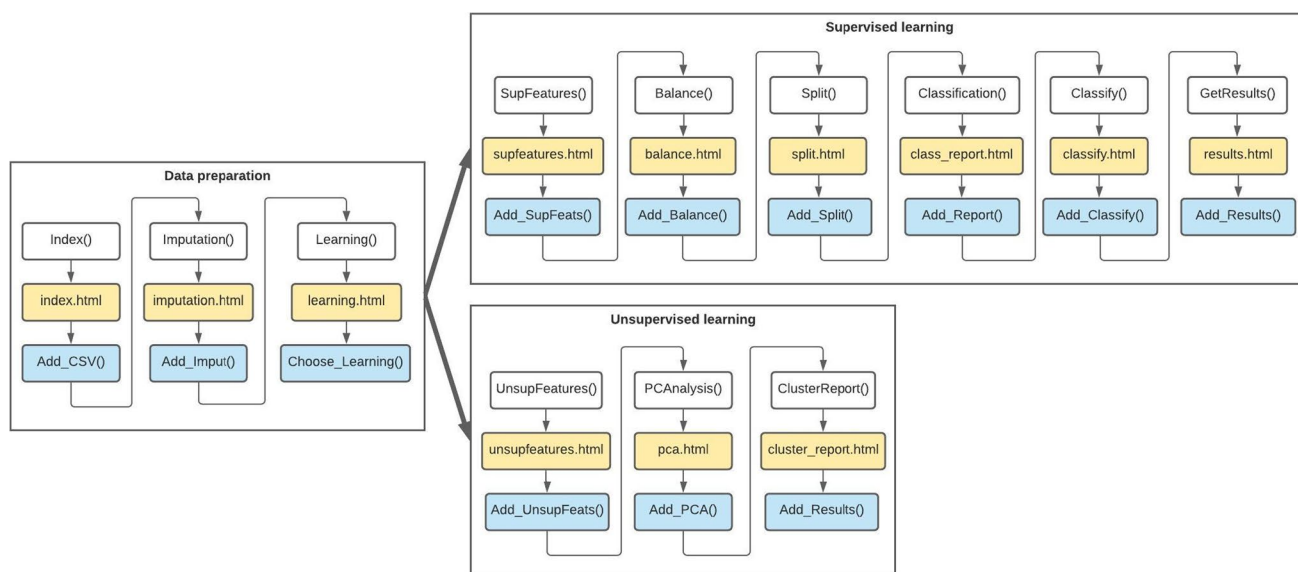 Supervised learning
SupFeatures()
Balance()
Split()
Classification()
Classify()
GetResults()
supfeatures.html
balance.html
split.html
class_report.html
classify.html
results.html
Add_SupFeats()
Add_Balance()
Add_Split()
Add_Report()
Add_Classify()
Add_Results()
Data preparation
Index()
Imputation()
Learning()
index.html
imputation.html
learning.html
Add_CSV()
Add_Imput()
Choose_Learning()
Unsupervised learning
UnsupFeatures()
PCAnalysis()
ClusterReport()
unsupfeatures.html
pca.html
cluster_report.html
Add_UnsupFeats()
Add_PCA()
Add_Results()